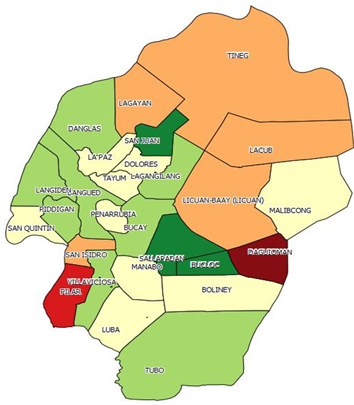 TINEG
LAGAYAN
DANGLAS
SAN JUAN
LACUB
LA PAZ
DOLORES
TAYUM
LAGANGILANG
LANGIDEN
BANGUED
LICUAN-BAAY (LICUAN)
MALIBCONG
PIDDIGAN
PENARRUBIA
SAN QUINTIN
BUCAY
SAN ISIDRO
SALLAPADAN
DAGUIOMAN
MANABO
BUCLOC
VILLAVICIOSA
PILAR
BOLINEY
LUBA
TUBO